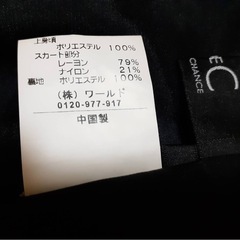 上身頃
ポリエステル 100%
スカート部分
レーヨン 79%
ナイロン 21%
裏地 ポリエステル 100%
(株) ワールド
0120-977-917
中国製
EC
CHANCE